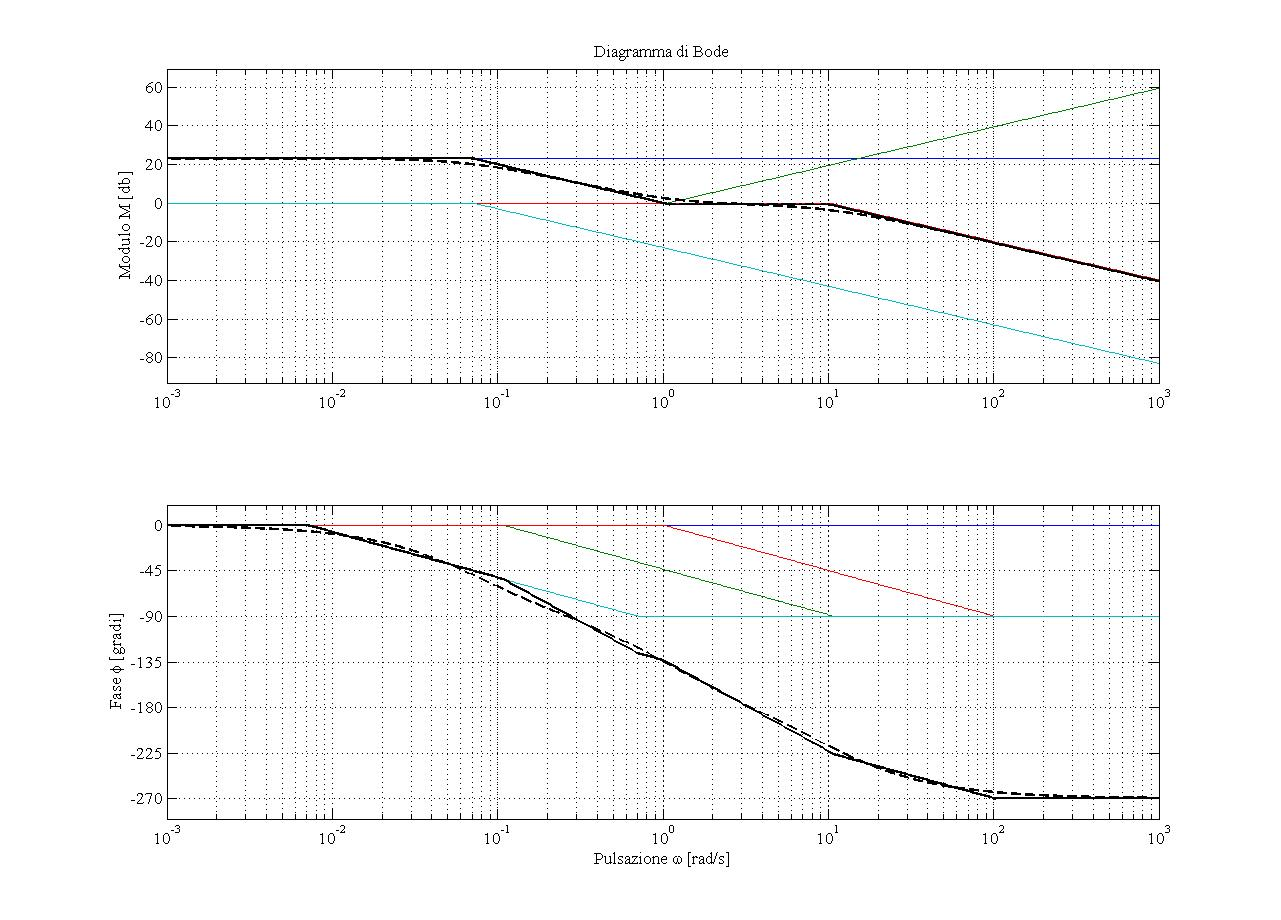 Diagramma di Bode
Modulo M [db]
60
40
20
0
-20
-40
-60
-80
10^-3 10^-2 10^-1 10^0 10^1 10^2 10^3
Fase ϕ [gradi]
0
-45
-90
-135
-180
-225
-270
10^-3 10^-2 10^-1 10^0 10^1 10^2 10^3
Pulsazione ω [rad/s]